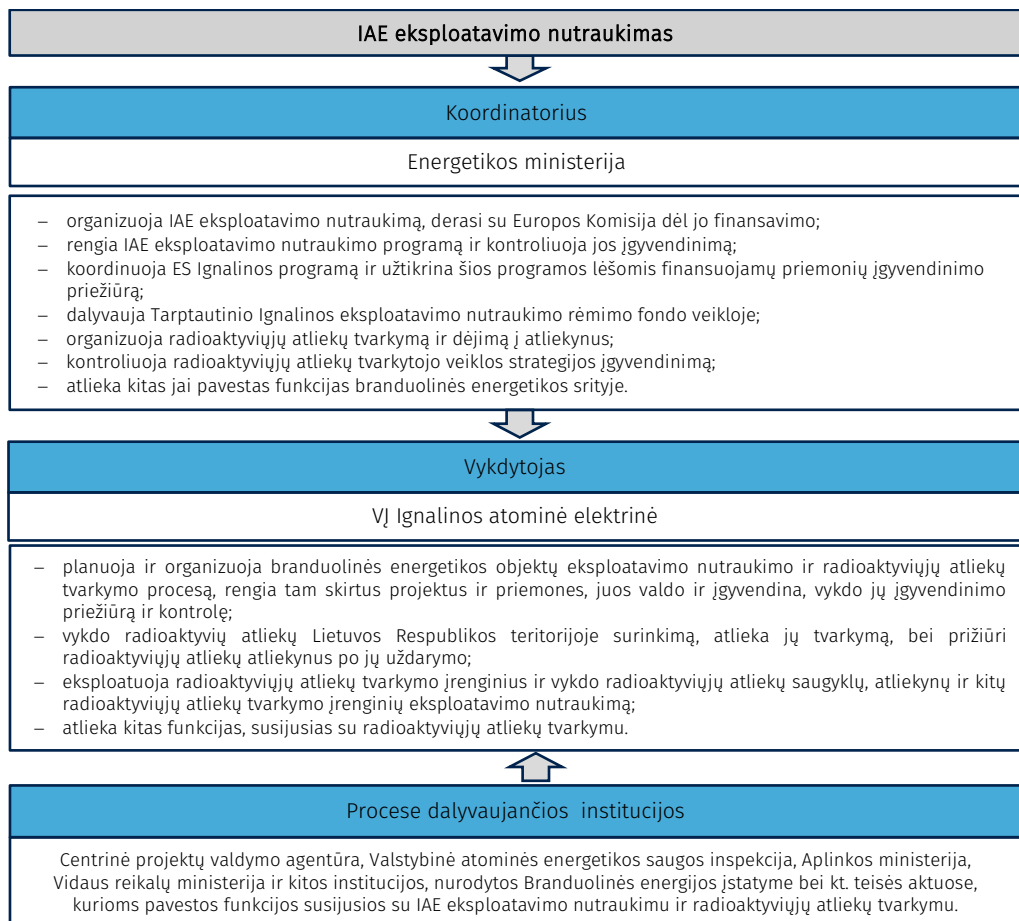 IAE eksploatavimo nutraukimas
Koordinatorius
Energetikos ministerija
– organizuoja IAE eksploatavimo nutraukimą, derasi su Europos Komisija dėl jo finansavimo;
– rengia IAE eksploatavimo nutraukimo programą ir kontroliuoja jos įgyvendinimą;
– koordinuoja ES Ignalinos programą ir užtikrina šios programos lėšomis finansuojamų priemonių įgyvendinimo
priežiūrą;
– dalyvauja Tarptautinio Ignalinos eksploatavimo nutraukimo rėmimo fondo veikloje;
– organizuoja radioaktyviųjų atliekų tvarkymą ir dėjimą į atliekynus;
– kontroliuoja radioaktyviųjų atliekų tvarkytojo veiklos strategijos įgyvendinimą;
– atlieka kitas jai pavestas funkcijas branduolinės energetikos srityje.
Vykdytojas
VĮ Ignalinos atominė elektrinė
– planuoja ir organizuoja branduolinės energetikos objektų eksploatavimo nutraukimo ir radioaktyviųjų atliekų
tvarkymo procesą, rengia tam skirtus projektus ir priemones, juos valdo ir įgyvendina, vykdo jų įgyvendinimo
priežiūrą ir kontrolę;
– vykdo radioaktyvių atliekų Lietuvos Respublikos teritorijoje surinkimą, atlieka jų tvarkymą, bei prižiūri
radioaktyviųjų atliekų atliekynus po jų uždarymo;
– eksploatuoja radioaktyviųjų atliekų tvarkymo įrenginius ir vykdo radioaktyviųjų atliekų saugyklų, atliekynų ir kitų
radioaktyviųjų atliekų tvarkymo įrenginių eksploatavimo nutraukimą;
– atlieka kitas funkcijas, susijusias su radioaktyviųjų atliekų tvarkymu.
Procese dalyvaujančios institucijos
Centrinė projektų valdymo agentūra, Valstybinė atominės energetikos saugos inspekcija, Aplinkos ministerija,
Vidaus reikalų ministerija ir kitos institucijos, nurodytos Branduolinės energijos įstatyme bei kt. teisės aktuose,
kurioms pavestos funkcijos susijusios su IAE eksploatavimo nutraukimu ir radioaktyviųjų atliekų tvarkymu.